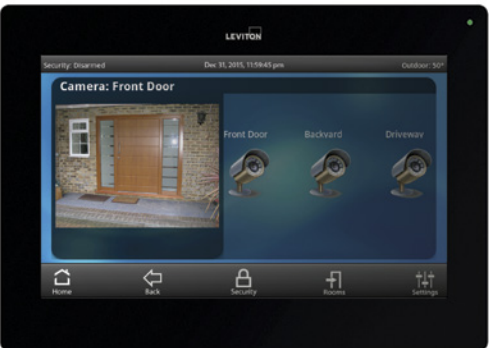 LEVITON
Security: Disarmed Dec 31, 2015, 11:59:45 pm Outdoor: 50°
Camera: Front Door
Front Door Backyard Driveway
Home Back Security Rooms Settings